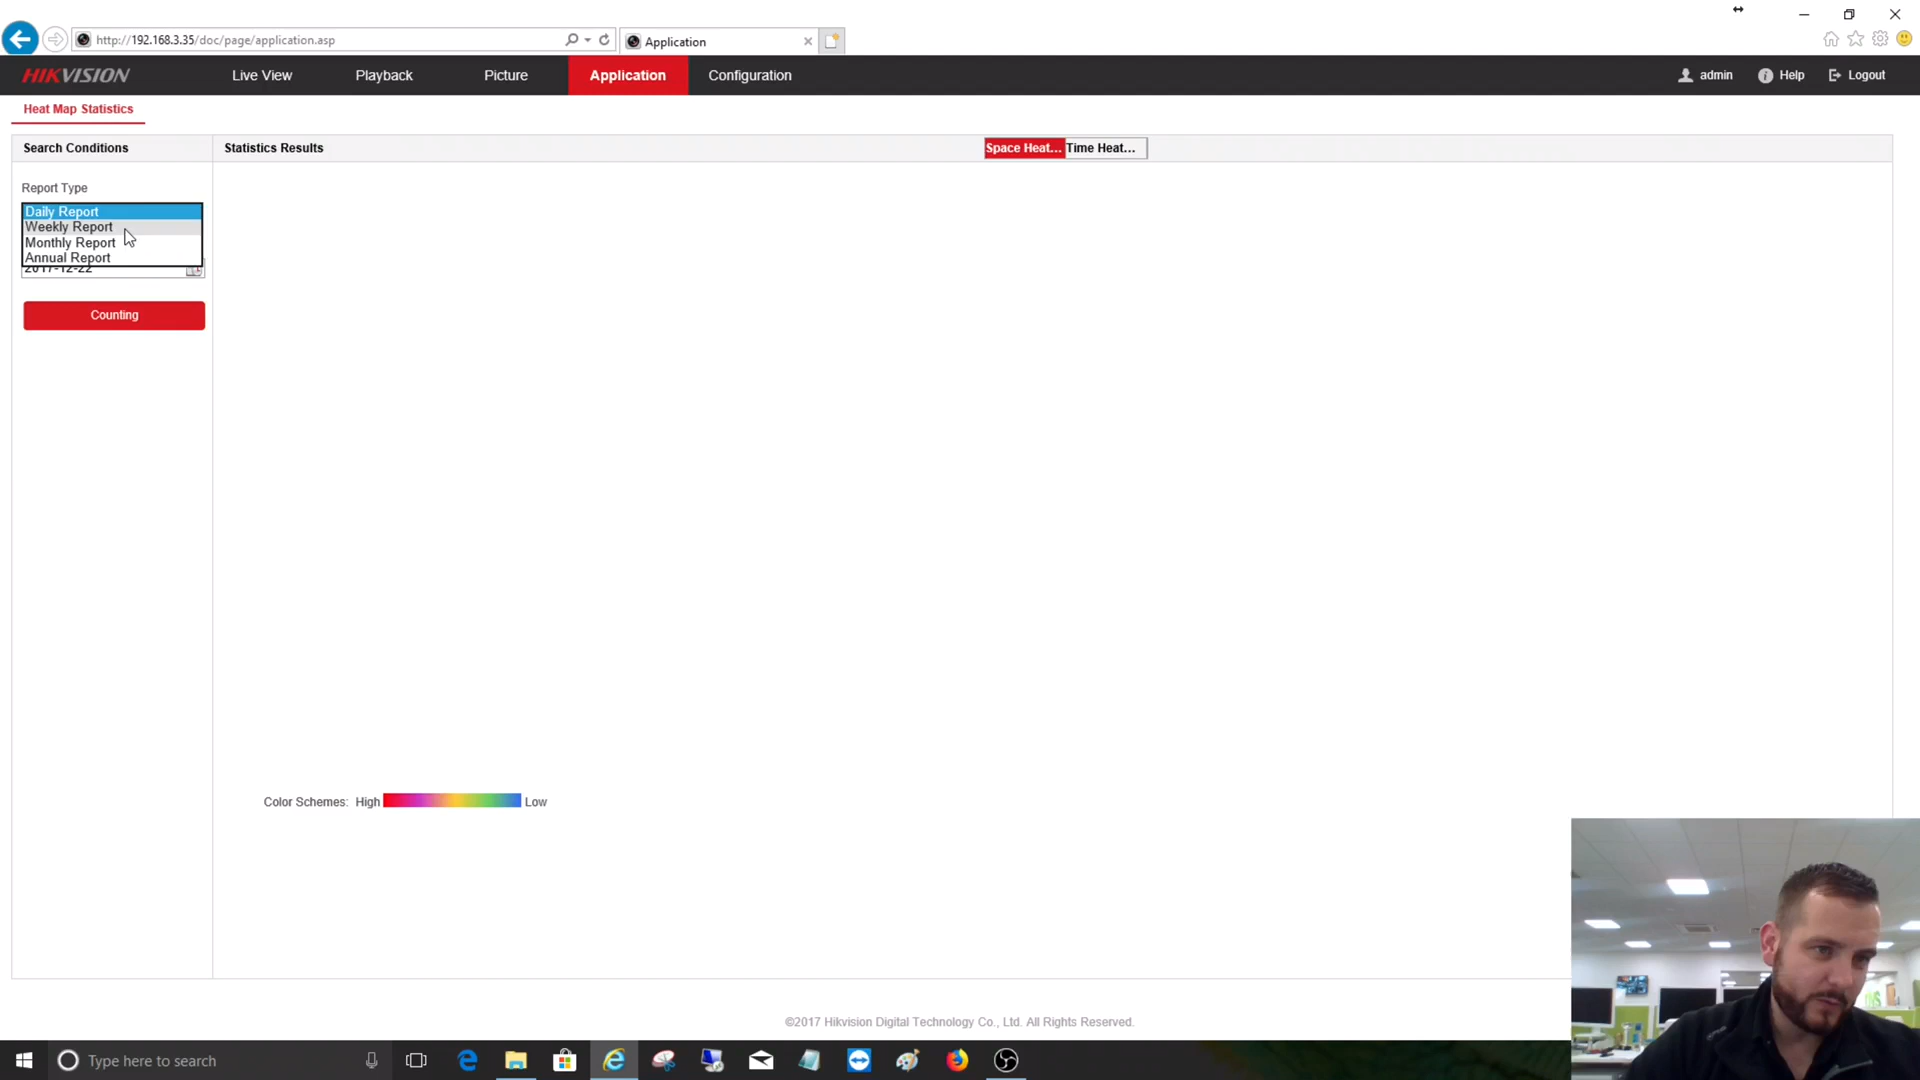 http://192.168.3.35/doc/page/application.asp
Application
HIKVISION
Live View
Playback
Picture
Application
Configuration
admin
Help
Logout
Heat Map Statistics
Search Conditions
Statistics Results
Space Heat...
Time Heat...
Report Type
Daily Report
Weekly Report
Monthly Report
Annual Report
2017-12-22
Counting
Color Schemes: High
Low
©2017 Hikvision Digital Technology Co., Ltd. All Rights Reserved.
Type here to search